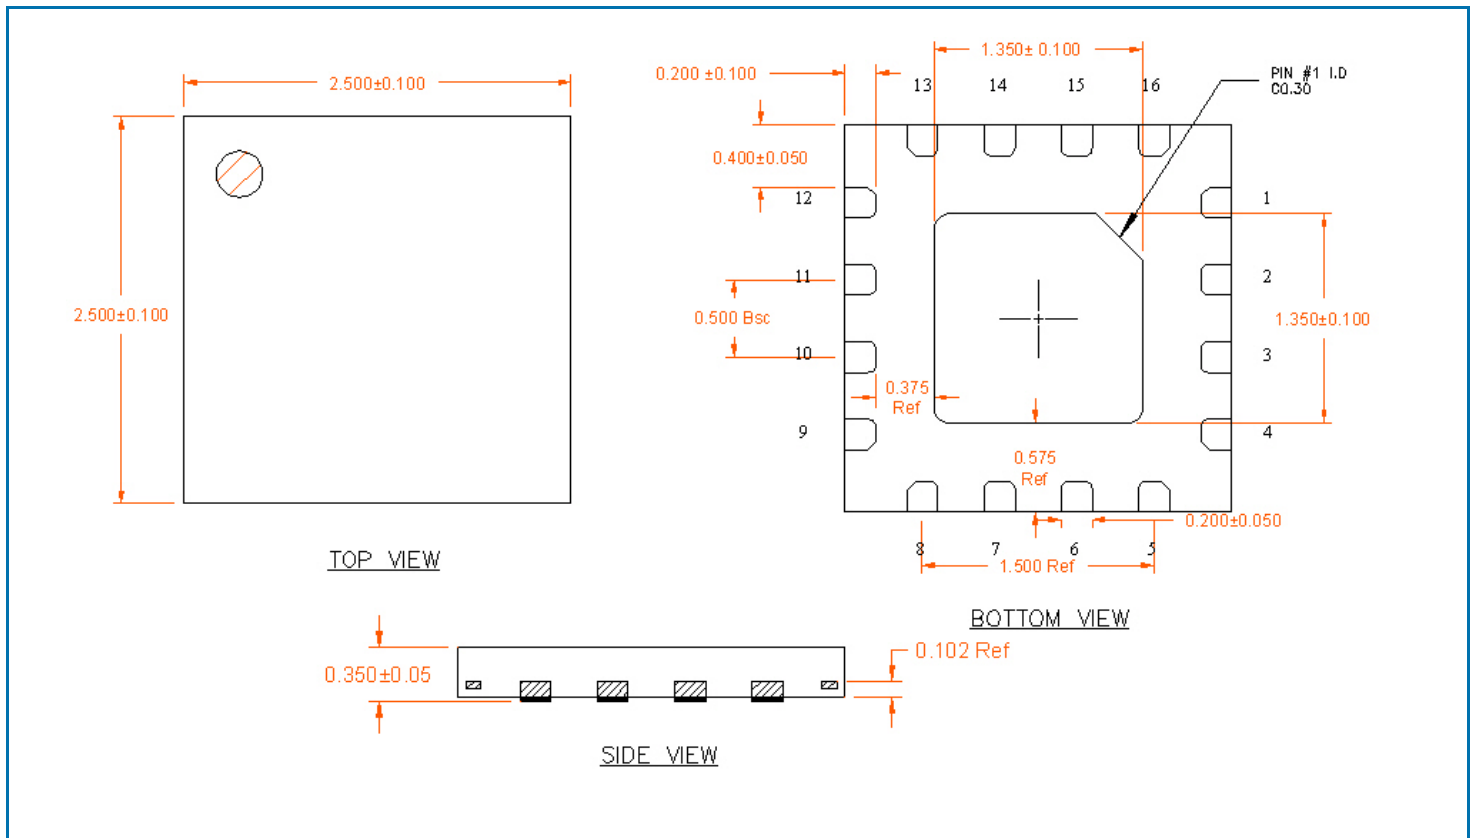 2.500±0.100
2.500±0.100
TOP VIEW
1.350± 0.100
0.200 ±0.100
PIN #1 I.D
C0.30
13 14 15 16
0.400±0.050
12
11
0.500 Bsc
10
9
0.375
Ref
1
2
1.350±0.100
3
4
0.575
Ref
0.200±0.050
8 7 6 5
1.500 Ref
BOTTOM VIEW
0.350±0.05
0.102 Ref
SIDE VIEW